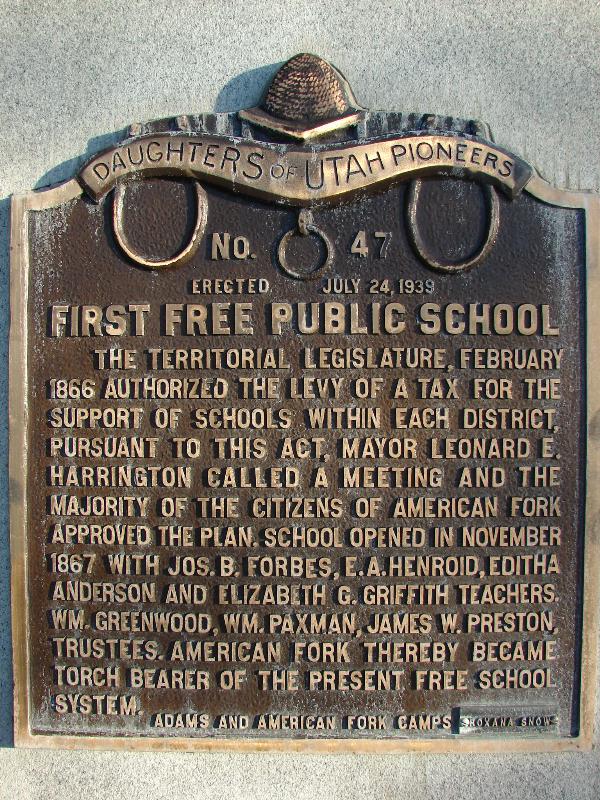 DAUGHTERS OF UTAH PIONEERS
NO. 47
ERECTED JULY 24, 1939
FIRST FREE PUBLIC SCHOOL
THE TERRITORIAL LEGISLATURE, FEBRUARY
1866 AUTHORIZED THE LEVY OF A TAX FOR THE
SUPPORT OF SCHOOLS WITHIN EACH DISTRICT,
PURSUANT TO THIS ACT, MAYOR LEONARD E.
HARRINGTON CALLED A MEETING AND THE
MAJORITY OF THE CITIZENS OF AMERICAN FORK
APPROVED THE PLAN. SCHOOL OPENED IN NOVEMBER
1867 WITH JOS. B. FORBES, E.A. HENROID, EDITHA
ANDERSON AND ELIZABETH G. GRIFFITH TEACHERS.
WM. GREENWOOD, WM. PAXMAN, JAMES W. PRESTON,
TRUSTEES. AMERICAN FORK THEREBY BECAME
TORCH BEARER OF THE PRESENT FREE SCHOOL
SYSTEM.
ADAMS AND AMERICAN FORK CAMPS ROXANA SNOW